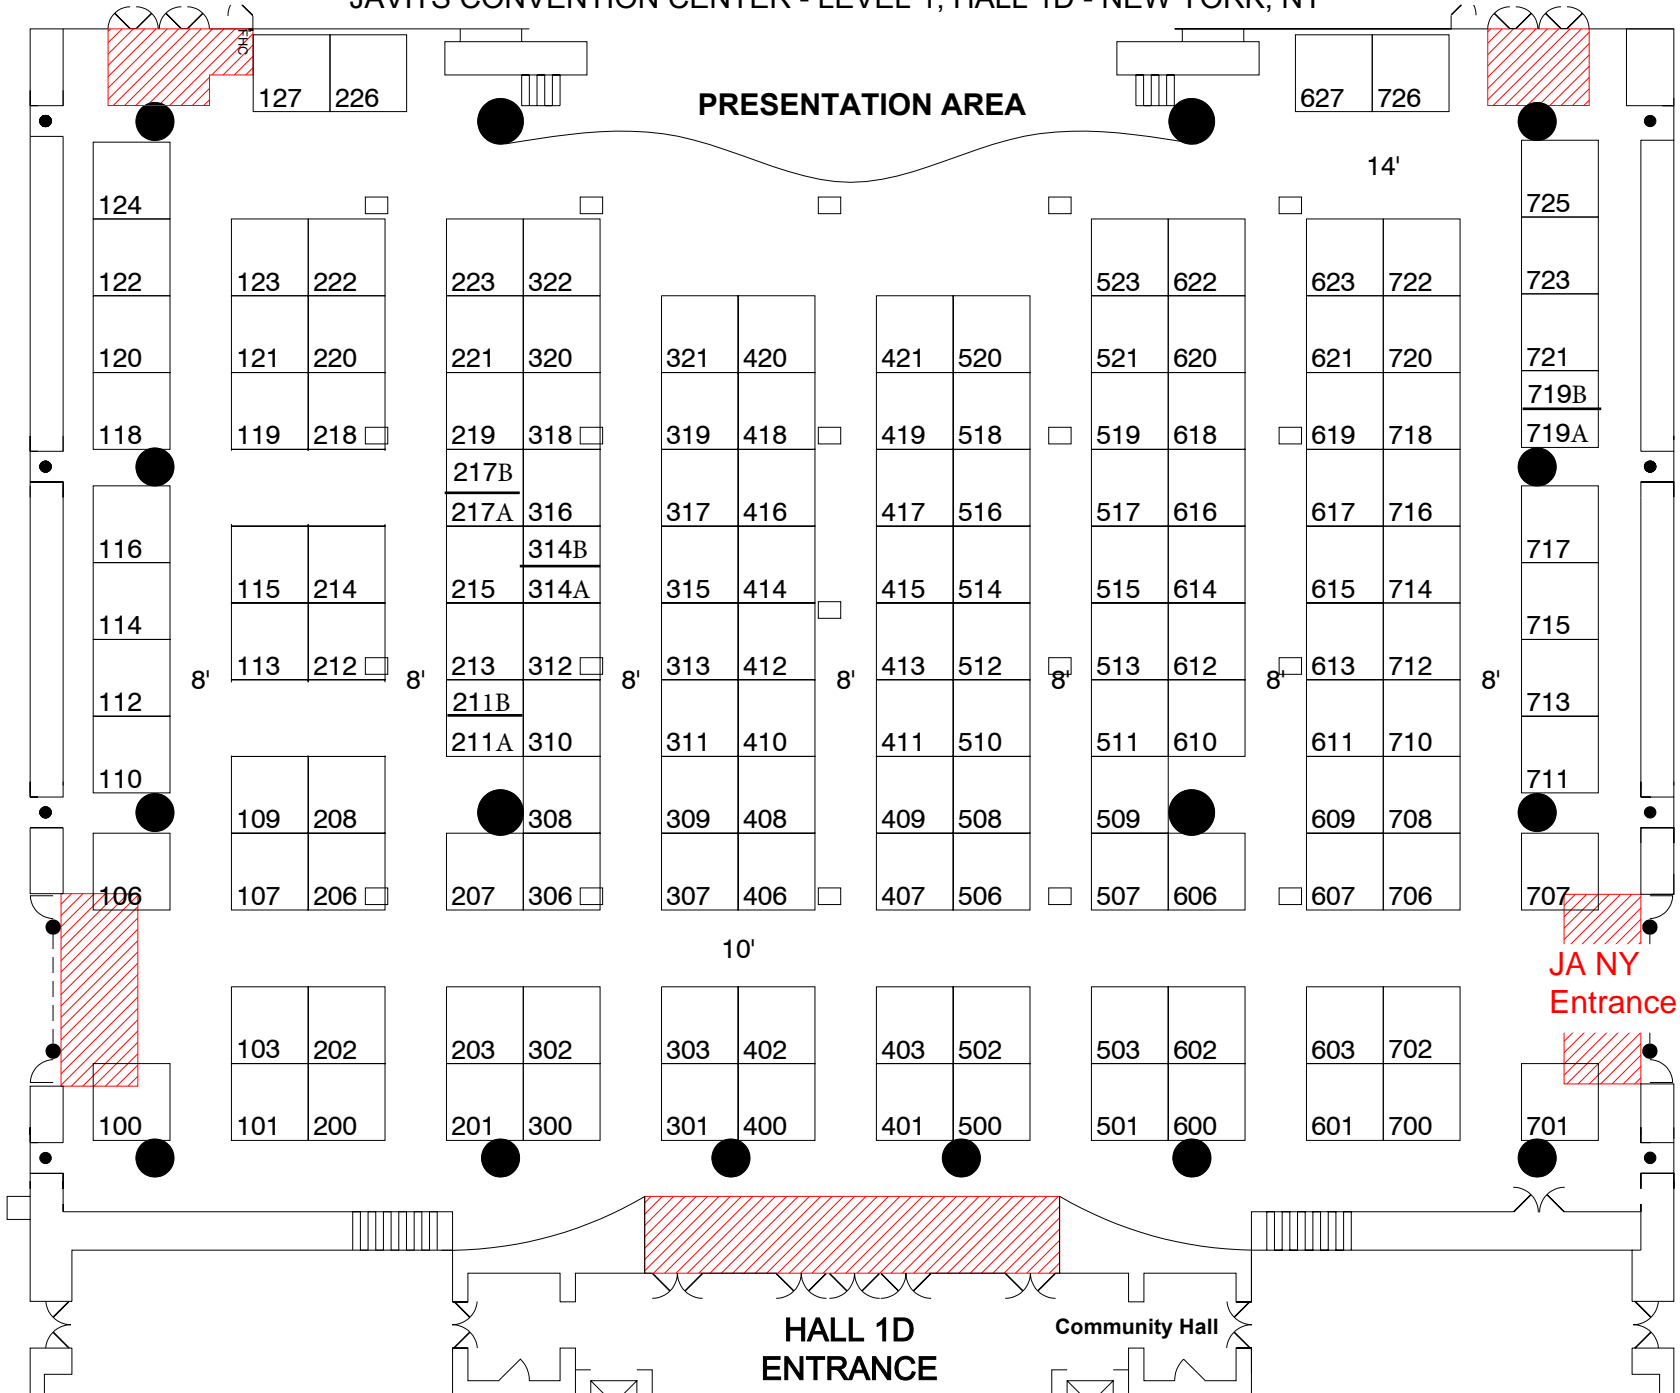 JAVITS CONVENTION CENTER - LEVEL 1, HALL 1D - NEW YORK, NY
FHC
127 226
PRESENTATION AREA
627 726
14'
124
725
122 123 222 223 322 523 622 623 722 723
120 121 220 221 320 321 420 421 520 521 620 621 720 721
719B
118 119 218 219 318 319 418 419 518 519 618 619 718 719A
217B
217A 316 317 416 417 516 517 616 617 716
116 314B 717
115 214 215 314A 315 414 415 514 515 614 615 714
114 715
113 212 213 312 313 412 413 512 513 612 613 712
8' 8' 8' 8' 8' 8' 8'
112 211B 713
211A 310 311 410 411 510 511 610 611 710
110 711
109 208 308 309 408 409 508 509 609 708
106 107 206 207 306 307 406 407 506 507 606 607 706 707
10'
JA NY
Entrance
103 202 203 302 303 402 403 502 503 602 603 702
100 101 200 201 300 301 400 401 500 501 600 601 700 701
HALL 1D
ENTRANCE
Community Hall